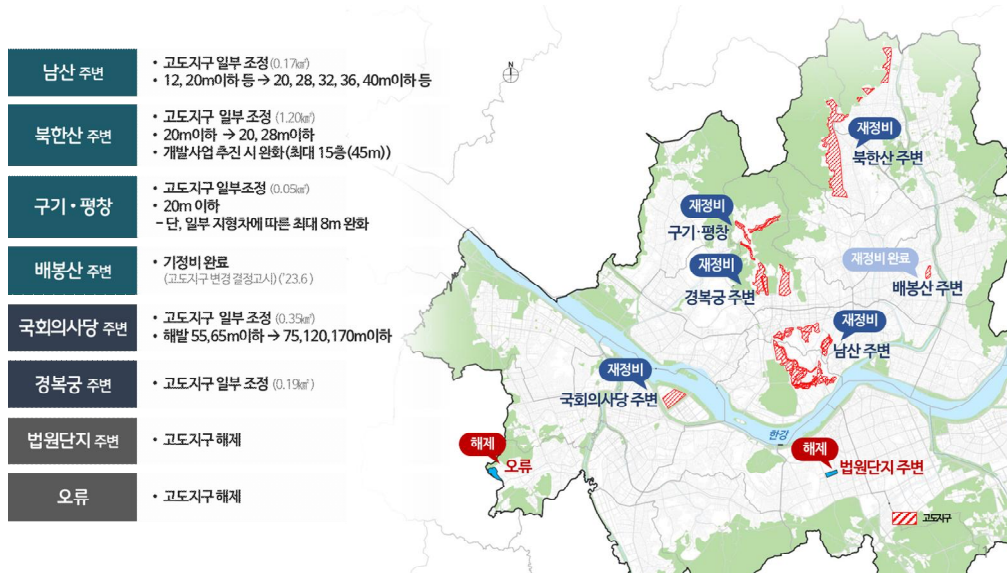 남산 주변
• 고도지구 일부 조정(0.17㎢)
• 12, 20m이하 등 → 20, 28, 32, 36, 40m이하 등
북한산 주변
• 고도지구 일부 조정(1.20㎢)
• 20m이하 → 20, 28m이하
• 개발사업 추진 시 완화(최대 15층(45m))
구기·평창
• 고도지구 일부조정(0.05㎢)
• 20m 이하
– 단, 일부 지형차에 따른 최대 8m 완화
배봉산 주변
• 기정비 완료
(고도지구 변경 결정고시) ('23.6)
국회의사당 주변
• 고도지구 일부 조정(0.35㎢)
• 해발 55,65m이하 → 75,120,170m이하
경복궁 주변
• 고도지구 일부 조정(0.19㎢)
법원단지 주변
• 고도지구 해제
오류
• 고도지구 해제
N
재정비
북한산 주변
재정비
구기·평창
재정비
경복궁 주변
재정비 완료
배봉산 주변
재정비
남산 주변
재정비
국회의사당 주변
한강
해제
오류
해제
법원단지 주변
고도지구